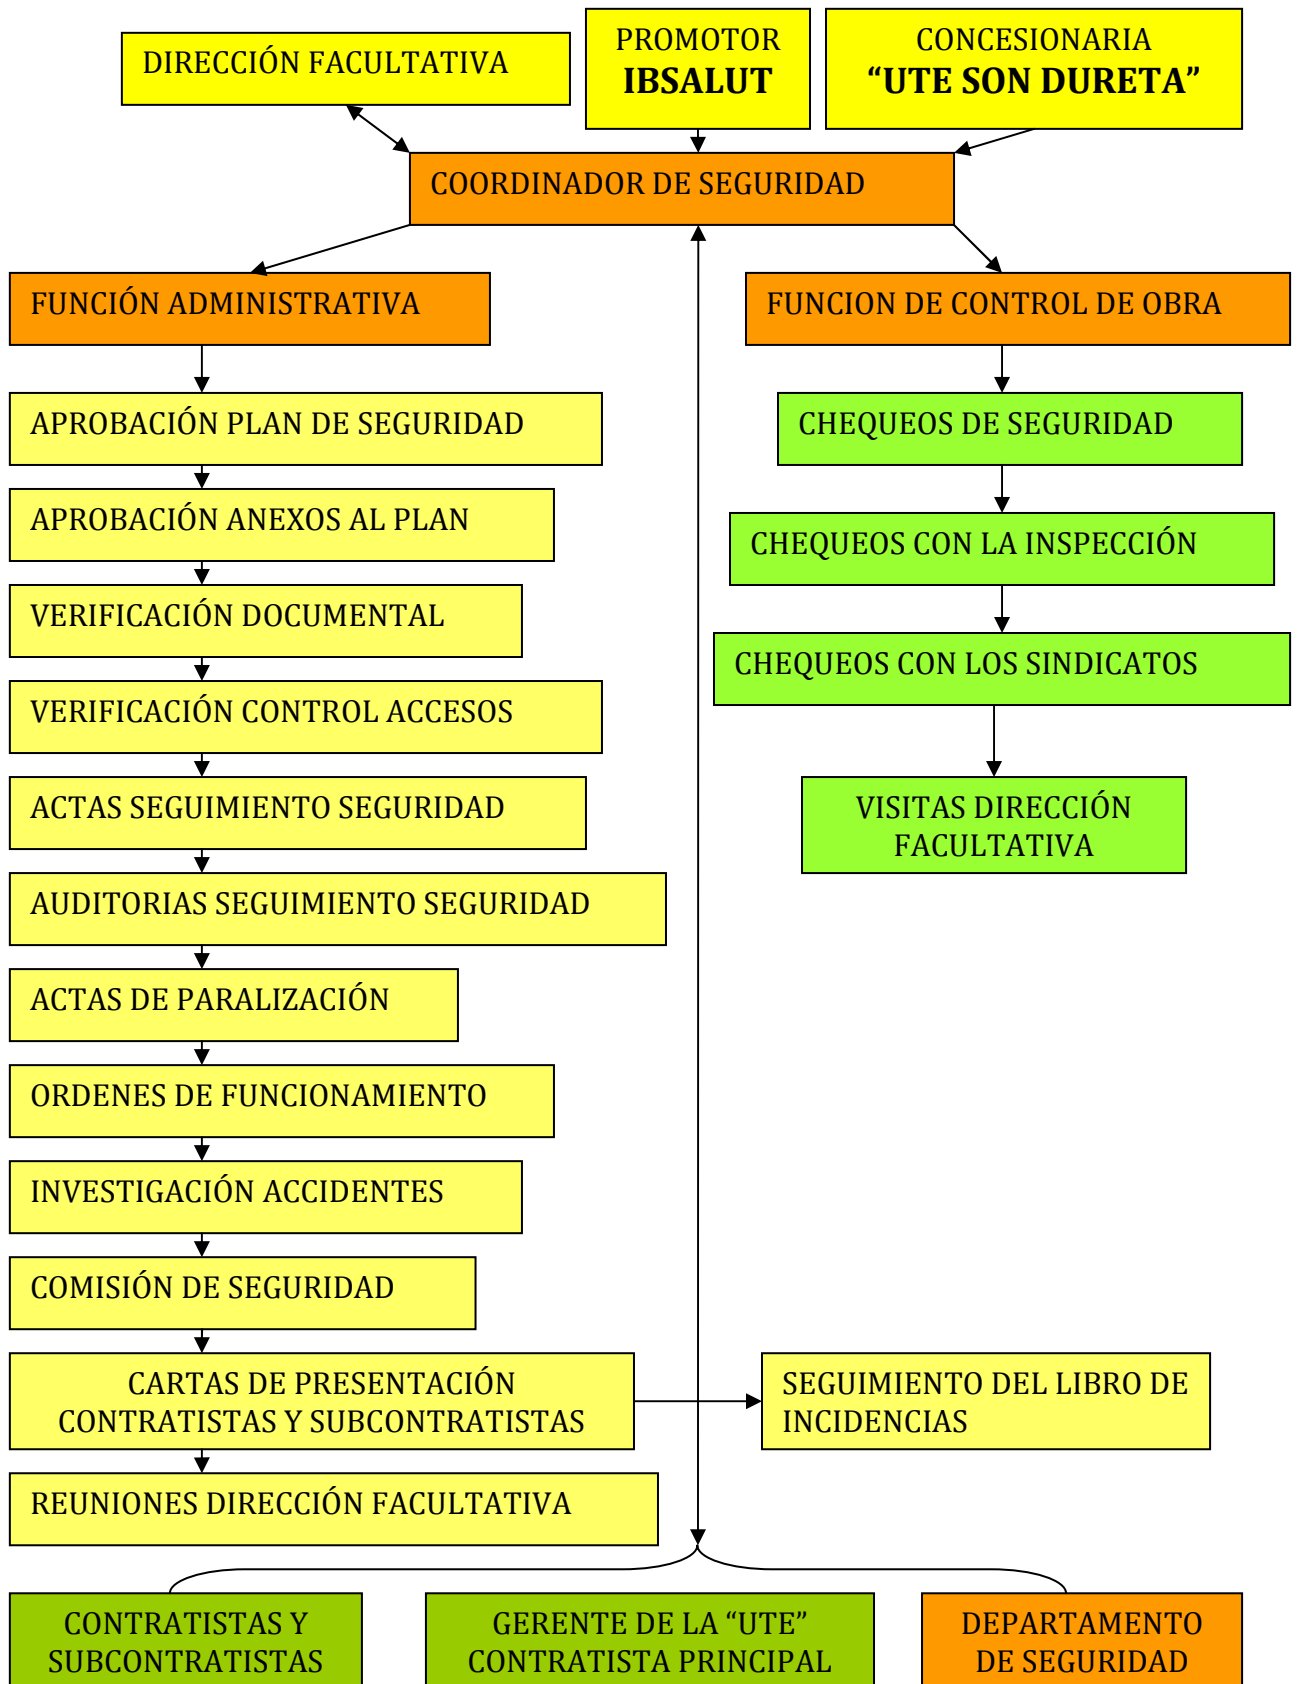 DIRECCIÓN FACULTATIVA
PROMOTOR
IBSALUT
CONCESIONARIA
“UTE SON DURETA”
COORDINADOR DE SEGURIDAD
FUNCIÓN ADMINISTRATIVA
FUNCION DE CONTROL DE OBRA
APROBACIÓN PLAN DE SEGURIDAD
APROBACIÓN ANEXOS AL PLAN
VERIFICACIÓN DOCUMENTAL
VERIFICACIÓN CONTROL ACCESOS
ACTAS SEGUIMIENTO SEGURIDAD
AUDITORIAS SEGUIMIENTO SEGURIDAD
ACTAS DE PARALIZACIÓN
ORDENES DE FUNCIONAMIENTO
INVESTIGACIÓN ACCIDENTES
COMISIÓN DE SEGURIDAD
CARTAS DE PRESENTACIÓN
CONTRATISTAS Y SUBCONTRATISTAS
SEGUIMIENTO DEL LIBRO DE
INCIDENCIAS
REUNIONES DIRECCIÓN FACULTATIVA
CHEQUEOS DE SEGURIDAD
CHEQUEOS CON LA INSPECCIÓN
CHEQUEOS CON LOS SINDICATOS
VISITAS DIRECCIÓN
FACULTATIVA
CONTRATISTAS Y
SUBCONTRATISTAS
GERENTE DE LA “UTE”
CONTRATISTA PRINCIPAL
DEPARTAMENTO
DE SEGURIDAD